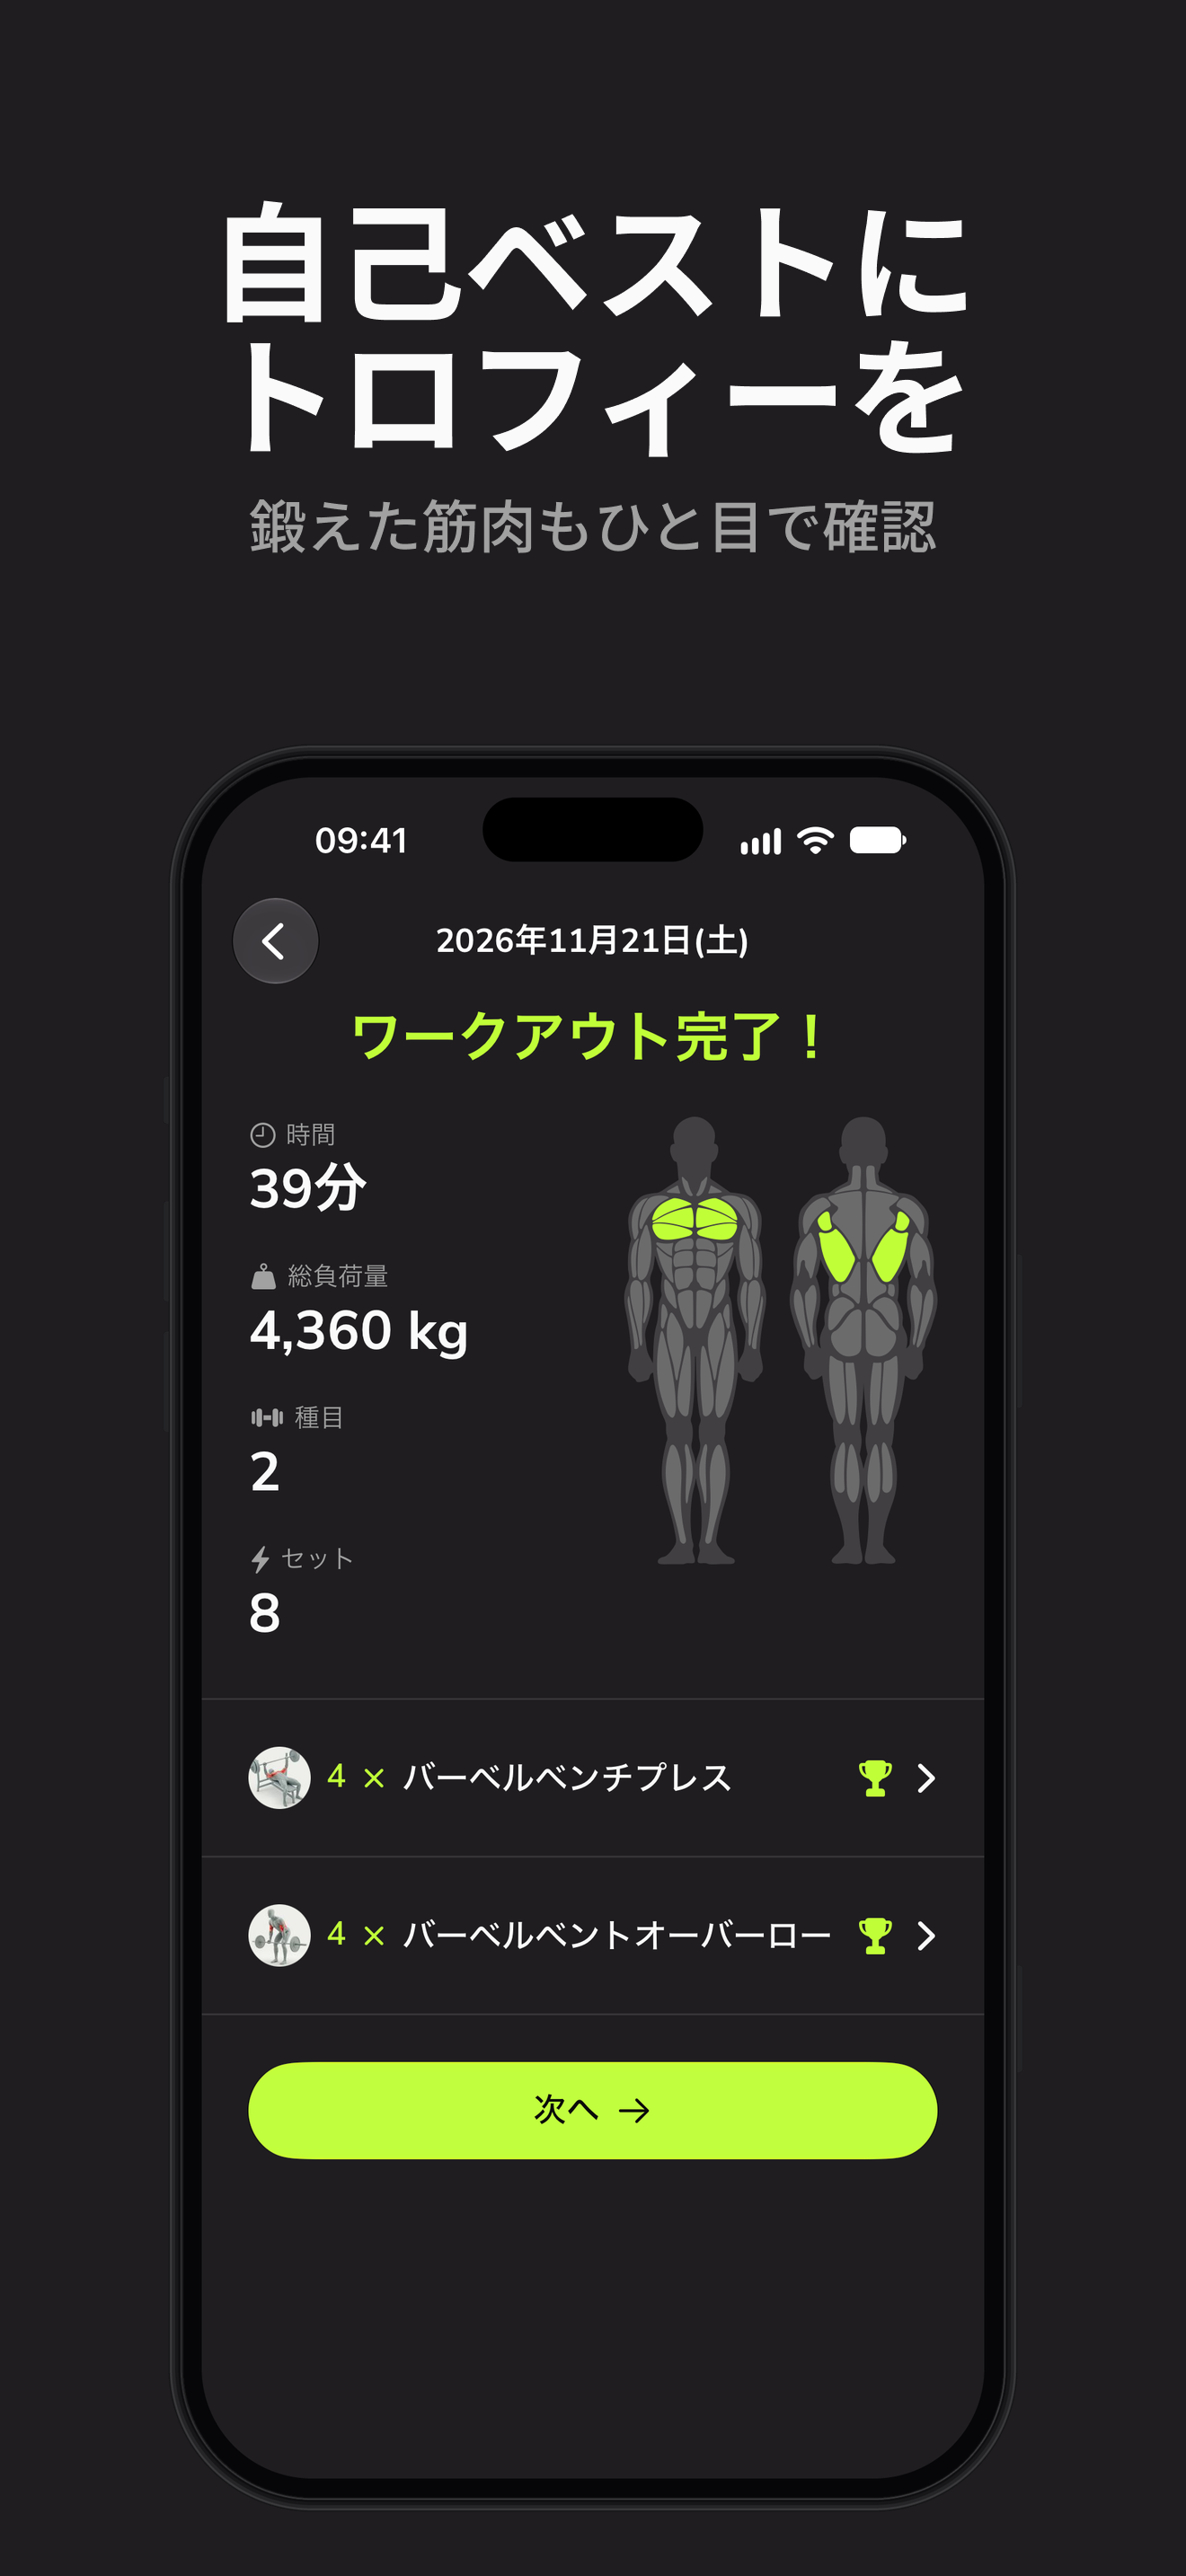 自己ベストに
トロフィーを
鍛えた筋肉もひと目で確認
09:41
2026年11月21日(土)
ワークアウト完了！
時間
39分
総負荷量
4,360 kg
種目
2
セット
8
4 × バーベルベンチプレス
4 × バーベルベントオーバーロー
次へ →